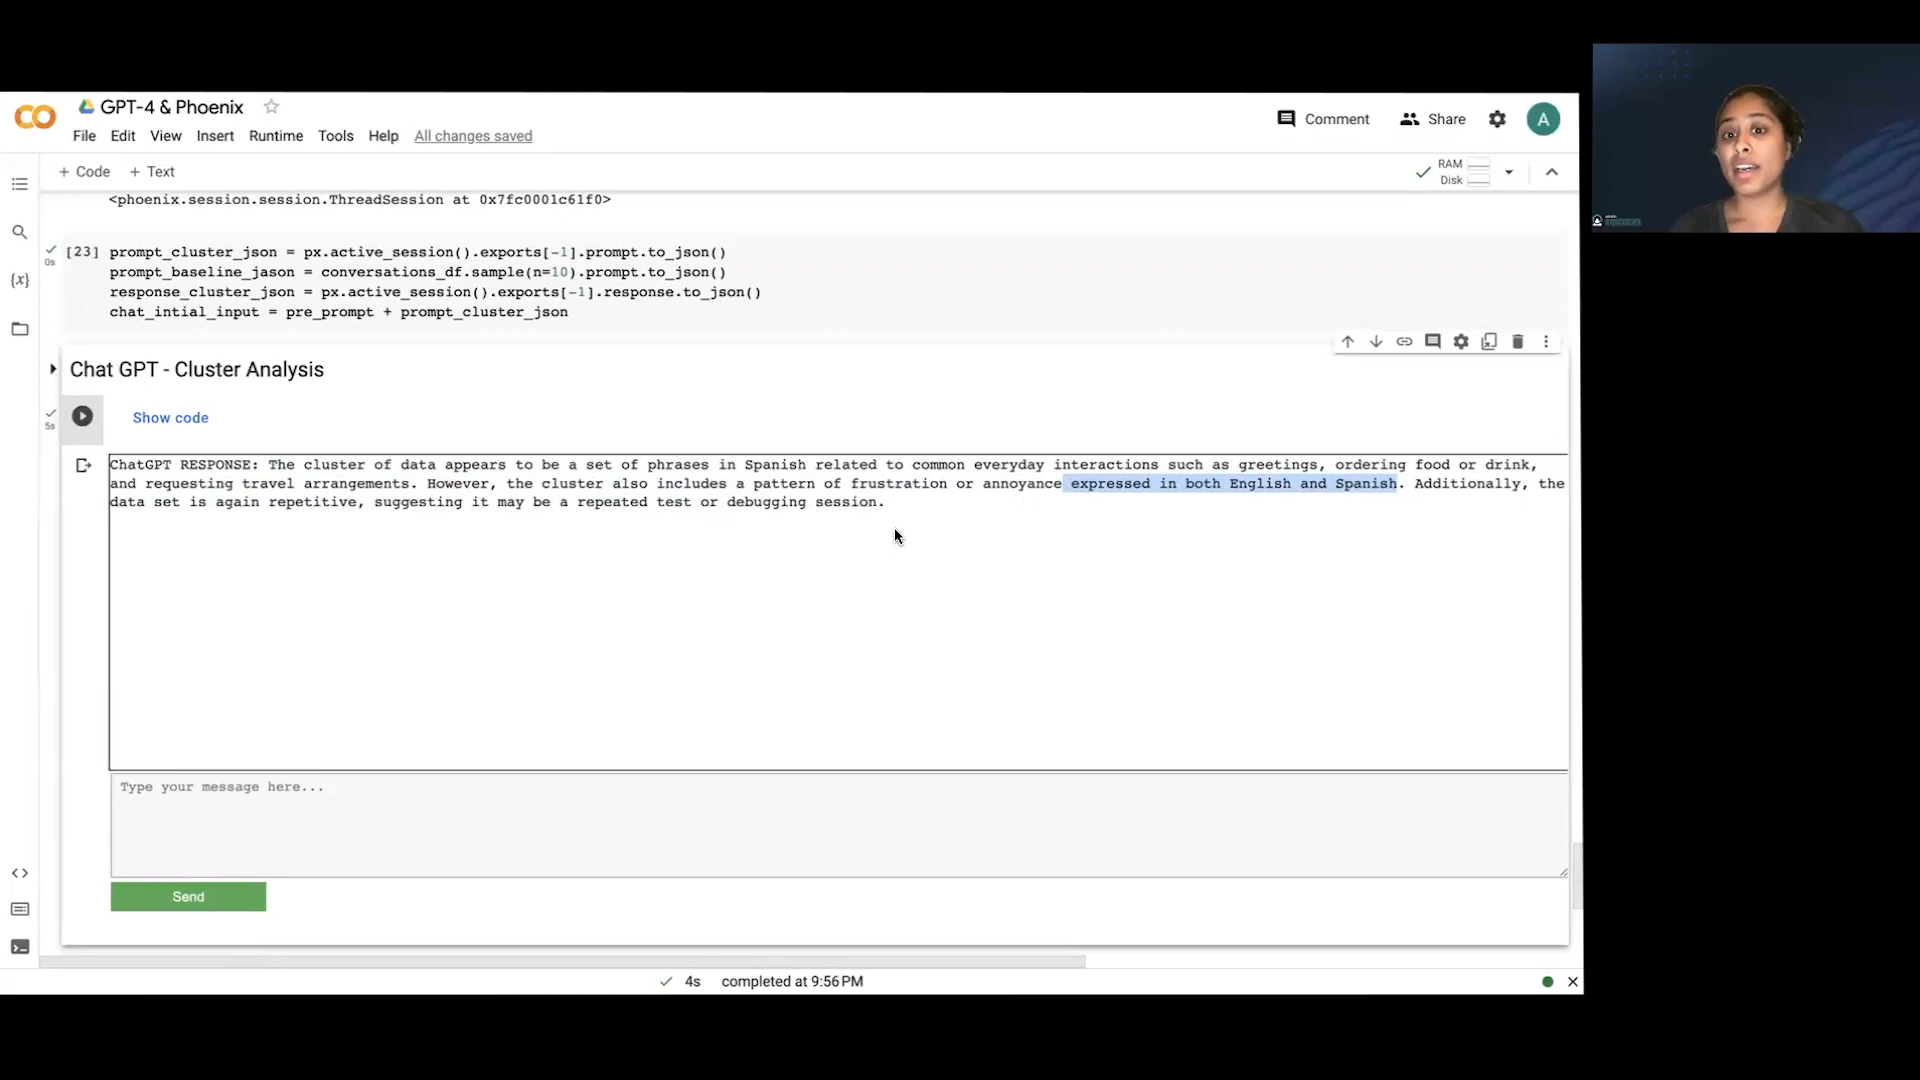 GPT-4 & Phoenix
Comment
Share
A
File Edit View Insert Runtime Tools Help All changes saved
+ Code + Text
RAM
Disk
<phoenix.session.session.ThreadSession at 0x7fc0001c61f0>
[23] prompt_cluster_json = px.active_session().exports[-1].prompt.to_json()
0s
prompt_baseline_jason = conversations_df.sample(n=10).prompt.to_json()
{x}
response_cluster_json = px.active_session().exports[-1].response.to_json()
chat_intial_input = pre_prompt + prompt_cluster_json
Chat GPT - Cluster Analysis
Show code
5s
ChatGPT RESPONSE: The cluster of data appears to be a set of phrases in Spanish related to common everyday interactions such as greetings, ordering food or drink,
and requesting travel arrangements. However, the cluster also includes a pattern of frustration or annoyance expressed in both English and Spanish. Additionally, the
data set is again repetitive, suggesting it may be a repeated test or debugging session.
Type your message here...
Send
4s completed at 9:56 PM